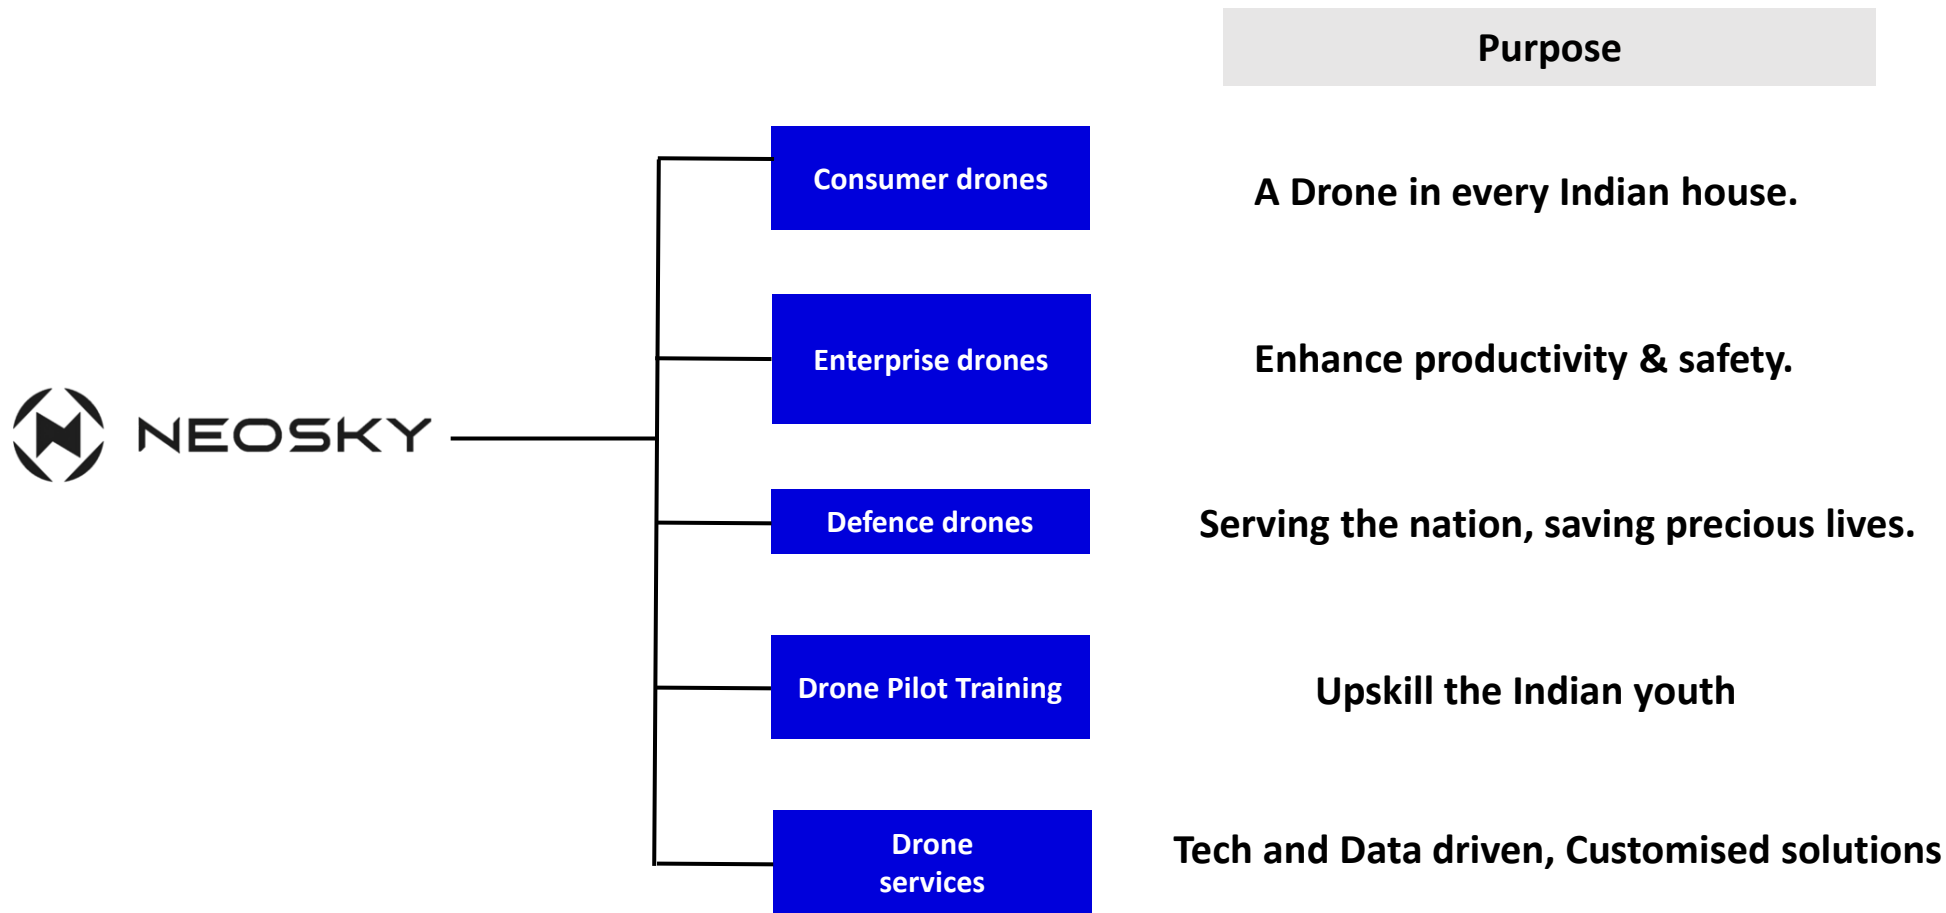 Purpose
Consumer drones
A Drone in every Indian house.
Enterprise drones
Enhance productivity & safety.
NEOSKY
Defence drones
Serving the nation, saving precious lives.
Drone Pilot Training
Upskill the Indian youth
Drone
services
Tech and Data driven, Customised solutions